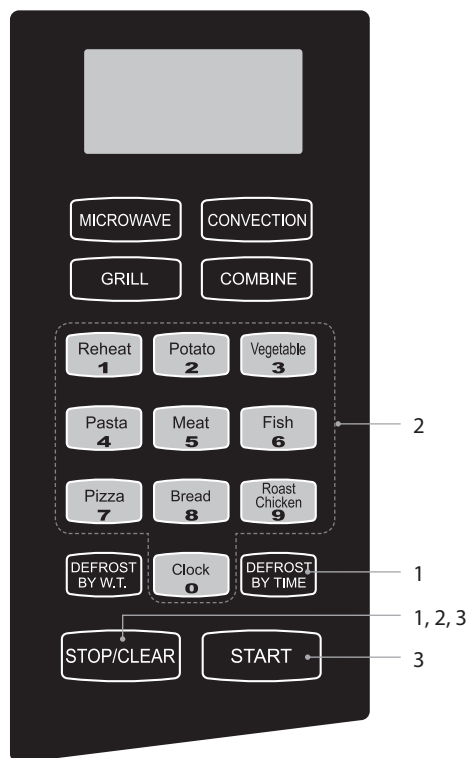 MICROWAVE CONVECTION
GRILL COMBINE
Reheat
1
Potato
2
Vegetable
3
Pasta
4
Meat
5
Fish
6
2
Pizza
7
Bread
8
Roast
Chicken
9
DEFROST
BY W.T.
Clock
0
DEFROST
BY TIME
1
1, 2, 3
STOP/CLEAR START
3